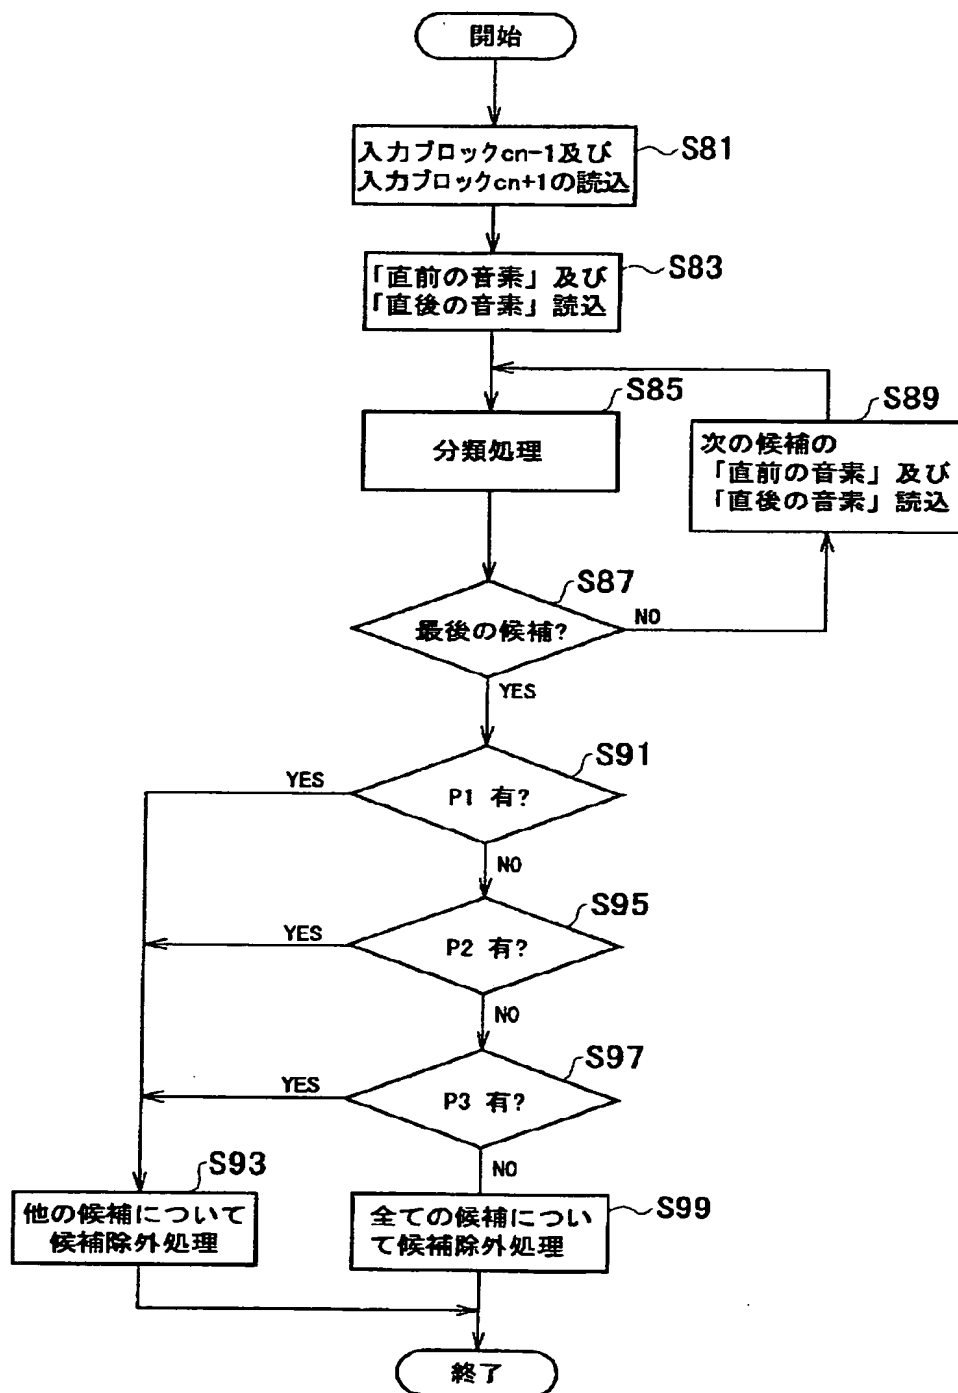 開始
入力ブロックcn-1及び
入力ブロックcn+1の読込
S81
「直前の音素」及び
「直後の音素」読込
S83
S85
分類処理
S89
次の候補の
「直前の音素」及び
「直後の音素」読込
S87
最後の候補?
NO
YES
S91
P1 有?
YES
NO
S95
P2 有?
YES
NO
S97
P3 有?
YES
NO
S93
他の候補について
候補除外処理
S99
全ての候補につい
て候補除外処理
終了